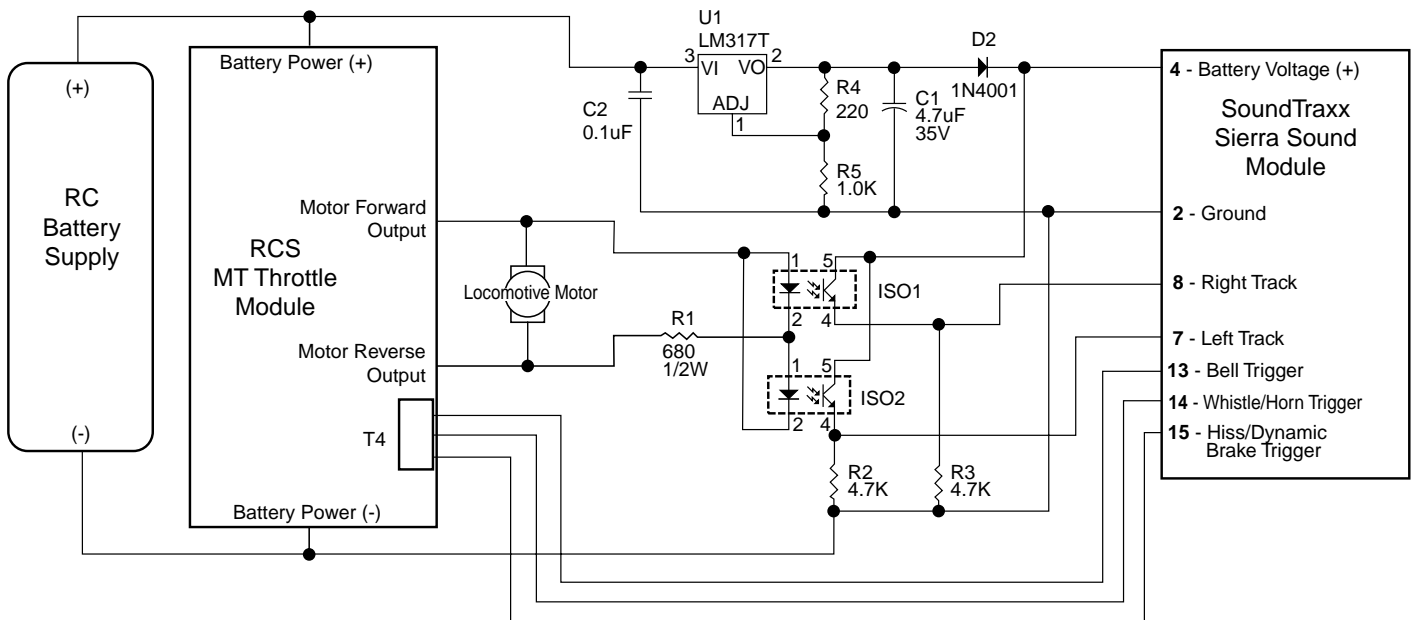 U1
LM317T
3
VI
VO
2
ADJ
1
D2
1N4001
R4
220
C1
4.7uF
35V
C2
0.1uF
R5
1.0K
(+)
RC
Battery
Supply
(-)
Battery Power (+)
Motor Forward
Output
RCS
MT Throttle
Module
Motor Reverse
Output
T4
Battery Power (-)
Locomotive Motor
R1
680
1/2W
1
5
ISO1
2
4
1
5
ISO2
2
4
R2
4.7K
R3
4.7K
4 - Battery Voltage (+)
SoundTraxx
Sierra Sound
Module
2 - Ground
8 - Right Track
7 - Left Track
13 - Bell Trigger
14 - Whistle/Horn Trigger
15 - Hiss/Dynamic
Brake Trigger